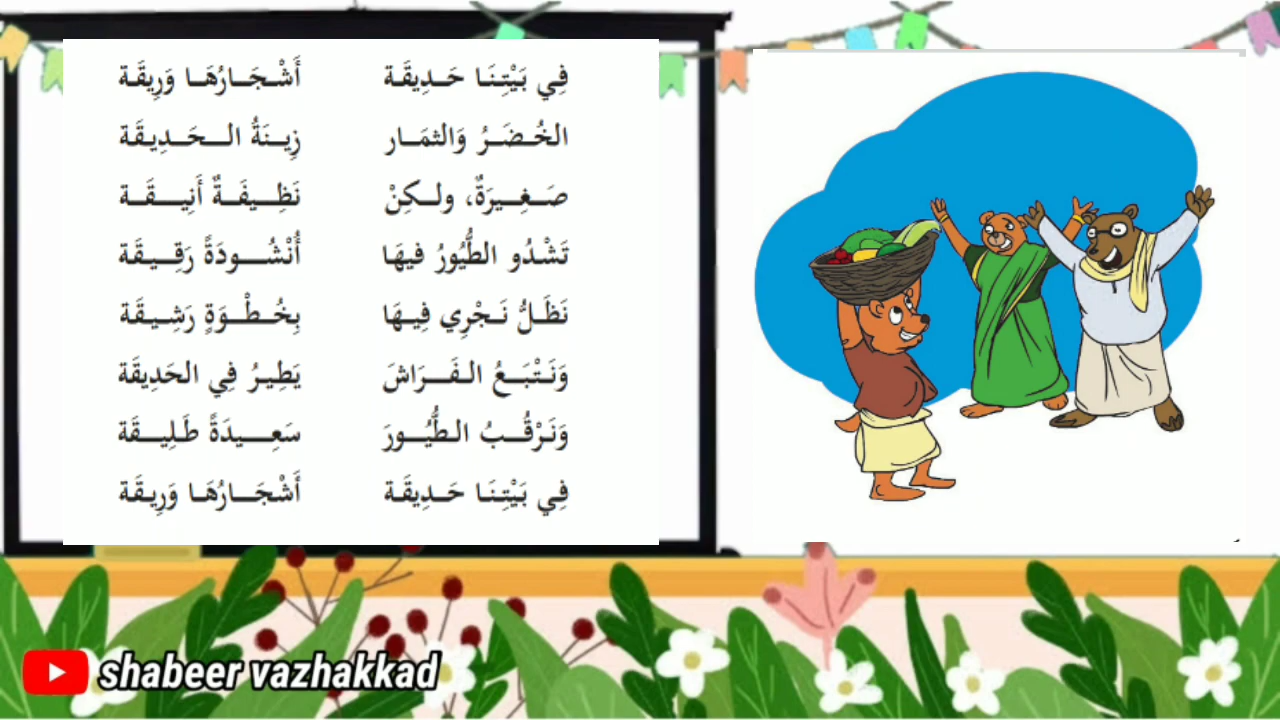 فِي بَيْتِنَا حَدِيقَة أَشْجَارُهَا وَرِيقَة
الخُضَرُ وَالثمَار زِينَةُ الحَدِيقَة
صَغِيرَةٌ، ولكِنْ نَظِيفَةٌ أَنِيقَة
تَشْدُو الطُّيُورُ فيهَا أُنْشُودَةً رَقِيقَة
نَظَلُّ نَجْرِي فِيهَا بِخُطْوَةٍ رَشِيقَة
وَنَتْبَعُ الفَرَاشَ يَطِيرُ فِي الحَدِيقَة
وَنَرْقُبُ الطُّيُورَ سَعِيدَةً طَلِيقَة
فِي بَيْتِنَا حَدِيقَة أَشْجَارُهَا وَرِيقَة
shabeer vazhakkad